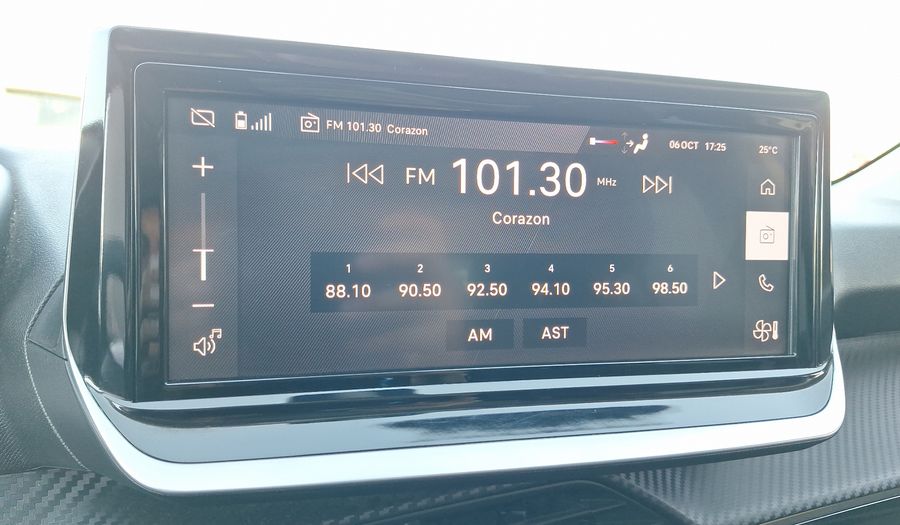 FM 101.30 Corazon
06 OCT 17:25 25°C
FM 101.30 MHz
Corazon
1 2 3 4 5 6
88.10 90.50 92.50 94.10 95.30 98.50
AM AST